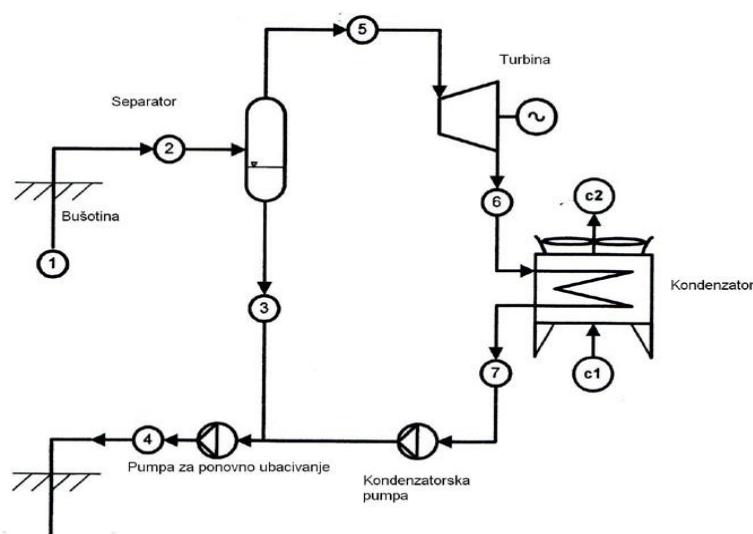 5
Turbina
Separator
~
2
c2
6
Bušotina
1
Kondenzator
3
7
c1
4
Pumpa za ponovno ubacivanje
Kondenzatorska
pumpa